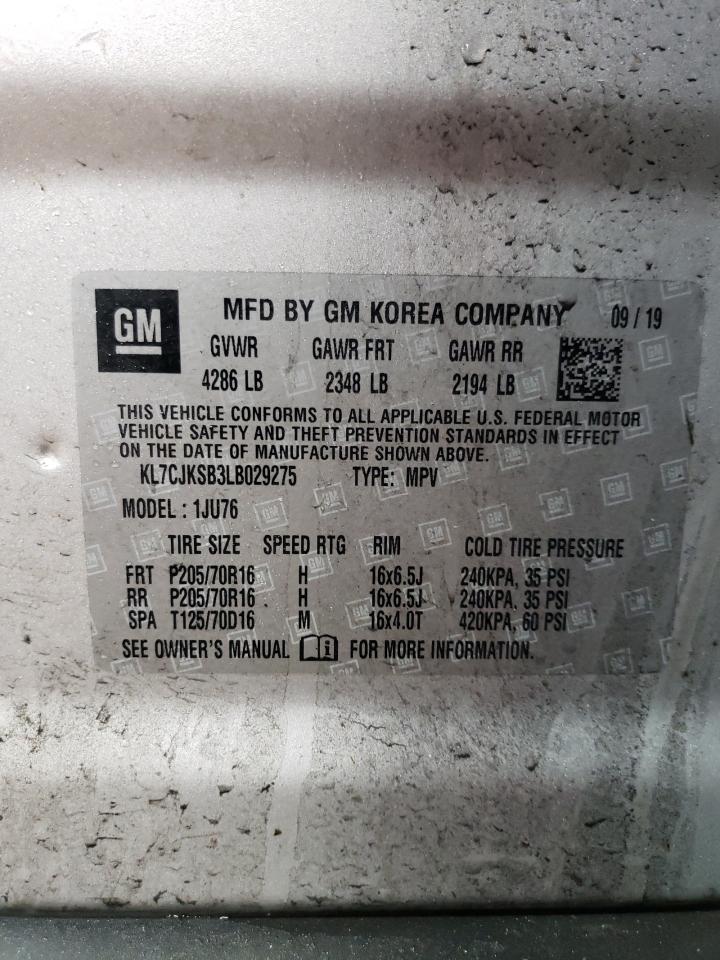 GM MFD BY GM KOREA COMPANY 09 / 19
GVWR GAWR FRT GAWR RR
4286 LB 2348 LB 2194 LB
THIS VEHICLE CONFORMS TO ALL APPLICABLE U.S. FEDERAL MOTOR
VEHICLE SAFETY AND THEFT PREVENTION STANDARDS IN EFFECT
ON THE DATE OF MANUFACTURE SHOWN ABOVE.
KL7CJKSB3LB029275 TYPE: MPV
MODEL : 1JU76
TIRE SIZE SPEED RTG RIM COLD TIRE PRESSURE
FRT P205/70R16 H 16x6.5J 240KPA, 35 PSI
RR P205/70R16 H 16x6.5J 240KPA, 35 PSI
SPA T125/70D16 M 16x4.0T 420KPA, 60 PSI
SEE OWNER'S MANUAL i FOR MORE INFORMATION.